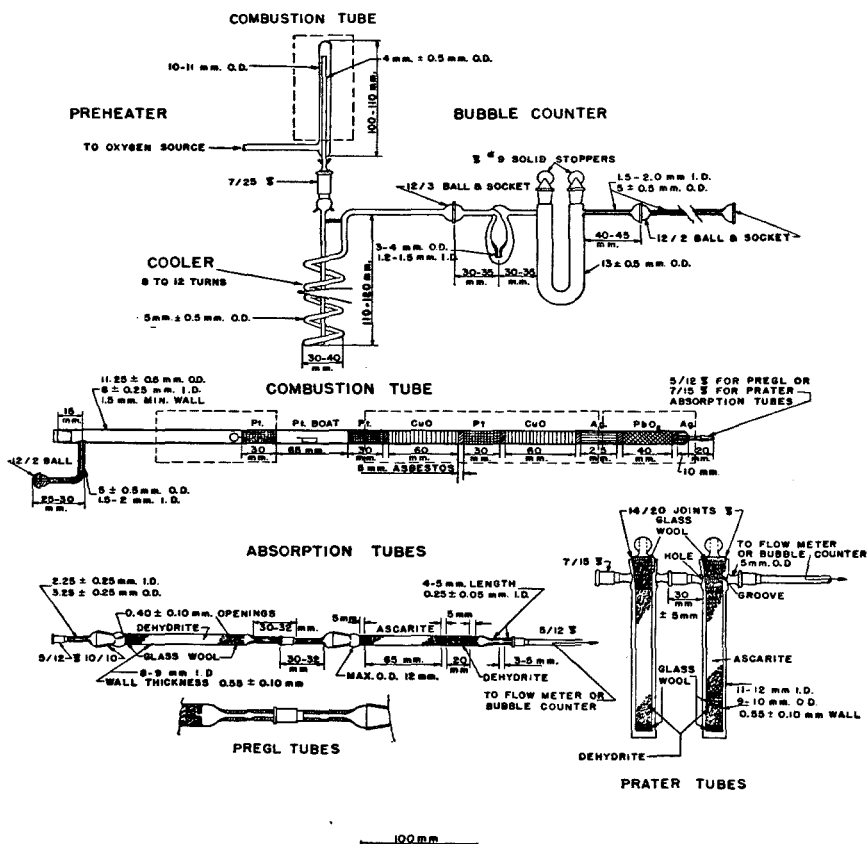 COMBUSTION TUBE
10-11 mm. O.D.
4 mm. ± 0.5 mm. O.D.
100-110 mm.
PREHEATER
TO OXYGEN SOURCE
7/25 ⚎
BUBBLE COUNTER
#9 SOLID STOPPERS
12/3 BALL & SOCKET
1.5-2.0 mm I.D.
5 ± 0.5 mm. O.D.
40-45
mm.
12/2 BALL & SOCKET
3-4 mm. O.D.
1.2-1.5 mm. I.D.
30-35
mm.
30-35
mm.
13 ± 0.5 mm. O.D.
COOLER
8 TO 12 TURNS
110-120 mm.
5mm. ± 0.5 mm. O.D.
30-40
mm.
11.25 ± 0.5 mm. O.D.
8 ± 0.25 mm. I.D.
1.5 mm. MIN. WALL
COMBUSTION TUBE
5/12 FOR PREGL OR
7/15 FOR PRATER
ABSORPTION TUBES
15
mm.
Pt.
Pt. BOAT
Pt.
CuO
Pt
CuO
Ag.
PbO2
Ag.
30
mm.
65 mm.
30
mm.
60
mm.
30
mm.
60
mm.
mm.
40
mm.
20
mm.
10 mm.
5 mm. ASBESTOS
12/2 BALL
25-30
mm.
5 ± 0.5 mm. O.D.
1.5-2 mm. I.D.
ABSORPTION TUBES
2.25 ± 0.25 mm. I.D.
3.25 ± 0.25 mm O.D.
0.40 ± 0.10 mm. OPENINGS
DEHYDRITE
30-32
mm.
5mm
ASCARITE
5mm
4-5 mm. LENGTH
0.25 ± 0.05 mm. I.D.
5/12
5/12
10/10
GLASS WOOL
8-9 mm. I.D
WALL THICKNESS 0.55 ± 0.10 mm
30-32
mm.
65 mm.
20
mm
3-5 mm.
MAX. O.D. 12 mm.
DEHYDRITE
TO FLOW METER OR
BUBBLE COUNTER
PREGL TUBES
14/20 JOINTS
GLASS
WOOL
HOLE
7/15
TO FLOW METER
OR BUBBLE COUNTER
5mm. O.D
GROOVE
30
mm
± 5mm
ASCARITE
GLASS
WOOL
11-12 mm I.D.
9-10 mm. O.D.
0.55 ± 0.10 mm WALL
DEHYDRITE
PRATER TUBES
100 mm